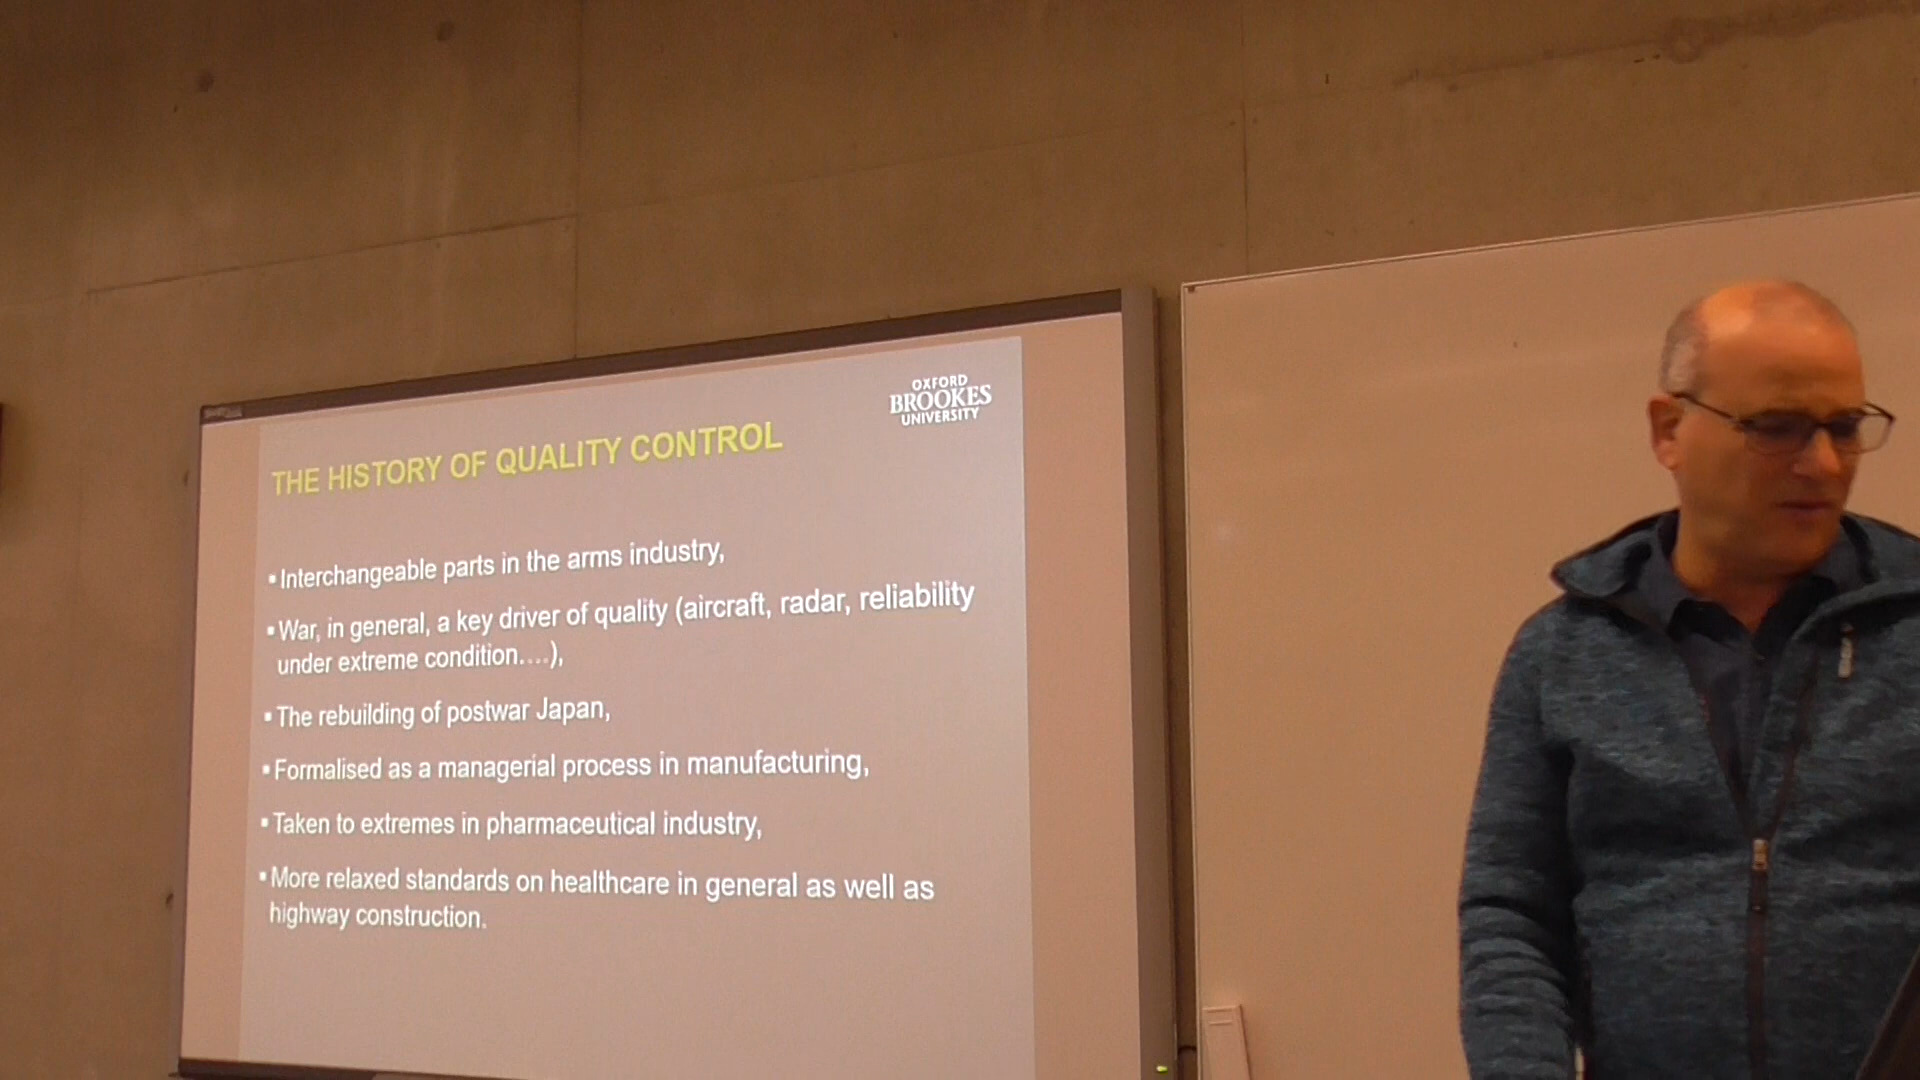 OXFORD
BROOKES
UNIVERSITY
THE HISTORY OF QUALITY CONTROL
▪ Interchangeable parts in the arms industry,
▪ War, in general, a key driver of quality (aircraft, radar, reliability
under extreme condition....),
▪ The rebuilding of postwar Japan,
▪ Formalised as a managerial process in manufacturing,
▪ Taken to extremes in pharmaceutical industry,
▪ More relaxed standards on healthcare in general as well as
highway construction.